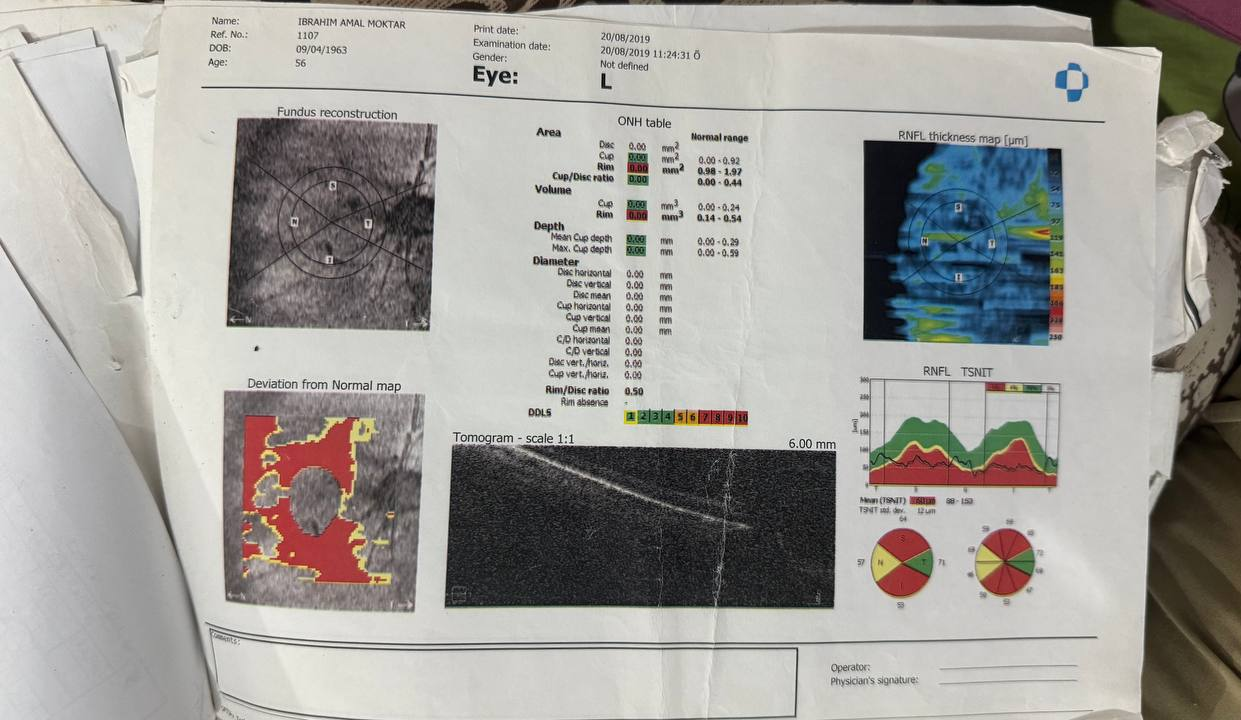 Name: IBRAHIM AMAL MOKTAR
Ref. No.: 1107
DOB: 09/04/1963
Age: 56
Print date: 20/08/2019
Examination date: 20/08/2019 11:24:31 Ö
Gender: Not defined
Eye: L
Fundus reconstruction
S
N
T
I
ONH table
Area Normal range
Disc 0.00 mm²
Cup 0.00 mm² 0.00 - 0.92
Rim 0.00 mm² 0.98 - 1.97
Cup/Disc ratio 0.00 0.00 - 0.44
Volume
Cup 0.00 mm³ 0.00 - 0.24
Rim 0.00 mm³ 0.14 - 0.54
Depth
Mean Cup depth 0.00 mm 0.00 - 0.29
Max. Cup depth 0.00 mm 0.00 - 0.59
Diameter
Disc horizontal 0.00 mm
Disc vertical 0.00 mm
Disc mean 0.00 mm
Cup horizontal 0.00 mm
Cup vertical 0.00 mm
Cup mean 0.00 mm
C/D horizontal 0.00
C/D vertical 0.00
Disc vert./horiz. 0.00
Cup vert./horiz. 0.00
Rim/Disc ratio 0.50
Rim absence -
DDLS 1 2 3 4 5 6 7 8 9 10
RNFL thickness map [µm]
S
N
T
I
75
97
Deviation from Normal map
Tomogram - scale 1:1 6.00 mm
RNFL TSNIT
[µm]
Mean (TSNIT) 60 µm 88 - 153
TSNIT std. dev. 12 µm
64
57 N S T I 71
53
72
Comments:
Operator:
Physician's signature: